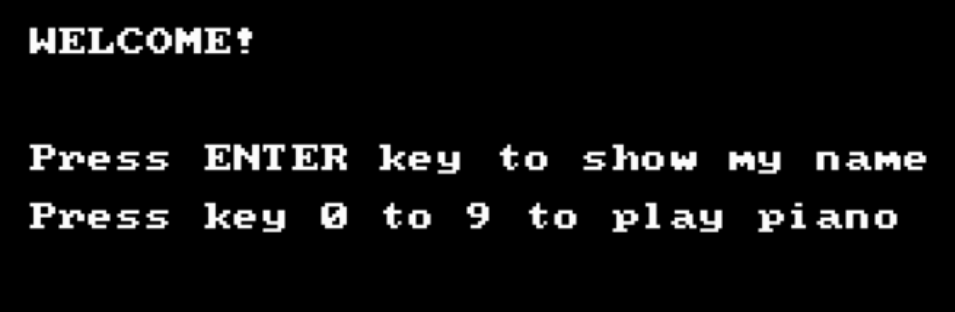 WELCOME!
Press ENTER key to show my name
Press key 0 to 9 to play piano